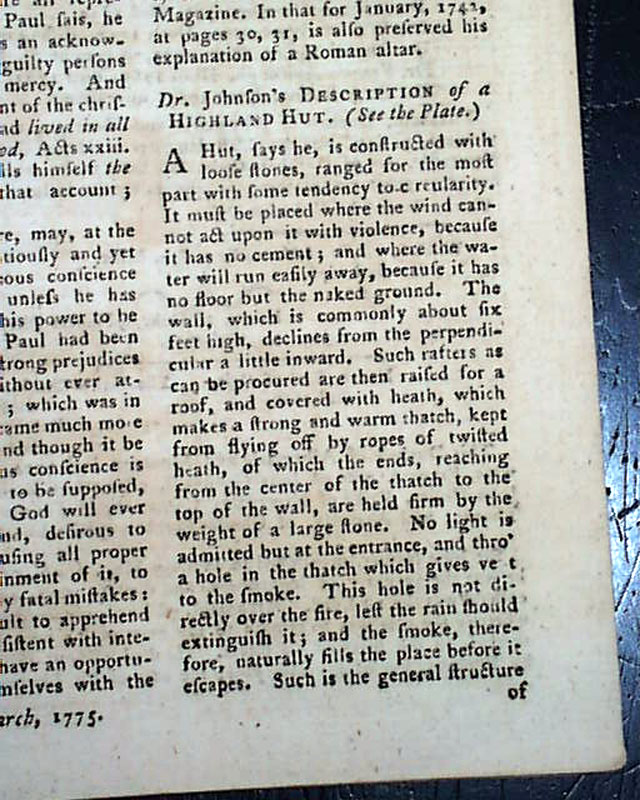 Paul ſais, he
s an acknow-
guilty perſons
mercy. And
nt of the chriſ-
ad lived in all
od, Acts xxiii.
lls himſelf the
that account ;
re, may, at the
tiouſly and yet
ous conſcience
unleſs he has
his power to be
Paul had been
trong prejudices
ithout ever at-
; which was in
ame much more
nd though it be
us conſcience is
to be ſuppoſed,
God will ever
nd, deſirous to
uſing all proper
inment of it, to
y fatal miſtakes:
ult to apprehend
ſiſtent with inte-
have an opportu-
mſelves with the
arch, 1775.
Magazine. In that for January, 1742,
at pages 30, 31, is alſo preſerved his
explanation of a Roman altar.
Dr. Johnſon's DESCRIPTION of a
HIGHLAND HUT. (See the Plate.)
A Hut, ſays he, is conſtructed with
looſe ſtones, ranged for the moſt
part with ſome tendency to c rcularity.
It muſt be placed where the wind can-
not act upon it with violence, becauſe
it has no cement ; and where the wa-
ter will run eaſily away, becauſe it has
no floor but the naked ground. The
wall, which is commonly about ſix
feet high, declines from the perpendi-
cular a little inward. Such rafters as
can be procured are then raiſed for a
roof, and covered with heath, which
makes a ſtrong and warm thatch, kept
from flying off by ropes of twiſted
heath, of which the ends, reaching
from the center of the thatch to the
top of the wall, are held firm by the
weight of a large ſtone. No light is
admitted but at the entrance, and thro'
a hole in the thatch which gives ve t
to the ſmoke. This hole is not di-
rectly over the fire, leſt the rain ſhould
extinguiſh it ; and the ſmoke, there-
fore, naturally fills the place before it
eſcapes. Such is the general ſtructure
of